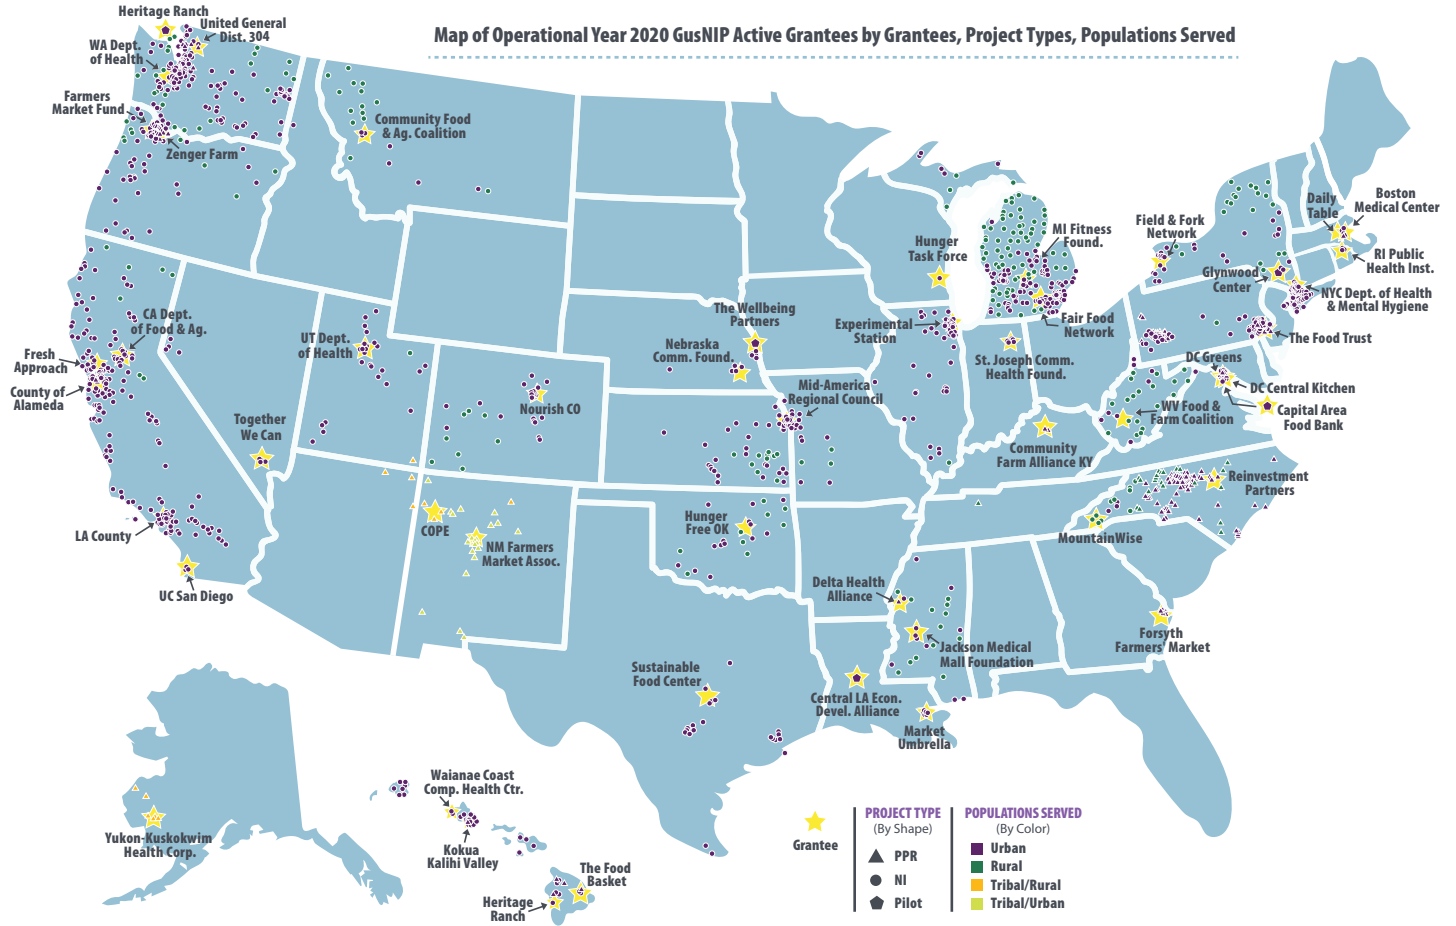 Map of Operational Year 2020 GusNIP Active Grantees by Grantees, Project Types, Populations Served
Heritage Ranch
United General
Dist. 304
WA Dept.
of Health
Farmers
Market Fund
Zenger Farm
Community Food
& Ag. Coalition
Daily
Table
Boston
Medical Center
Field & Fork
Network
MI Fitness
Found.
Hunger
Task Force
RI Public
Health Inst.
Glynwood
Center
NYC Dept. of Health
& Mental Hygiene
CA Dept.
of Food & Ag.
UT Dept.
of Health
The Wellbeing
Partners
Experimental
Station
Fair Food
Network
The Food Trust
Fresh
Approach
Nebraska
Comm. Found.
St. Joseph Comm.
Health Found.
DC Greens
County of
Alameda
Nourish CO
Mid-America
Regional Council
DC Central Kitchen
WV Food &
Farm Coalition
Capital Area
Food Bank
Together
We Can
Community
Farm Alliance KY
Reinvestment
Partners
LA County
COPE
Hunger
Free OK
MountainWise
NM Farmers
Market Assoc.
UC San Diego
Delta Health
Alliance
Forsyth
Farmers' Market
Jackson Medical
Mall Foundation
Sustainable
Food Center
Central LA Econ.
Devel. Alliance
Market
Umbrella
Waianae Coast
Comp. Health Ctr.
Yukon-Kuskokwim
Health Corp.
Kokua
Kalihi Valley
The Food
Basket
Heritage
Ranch
Grantee
PROJECT TYPE
(By Shape)
PPR
NI
Pilot
POPULATIONS SERVED
(By Color)
Urban
Rural
Tribal/Rural
Tribal/Urban